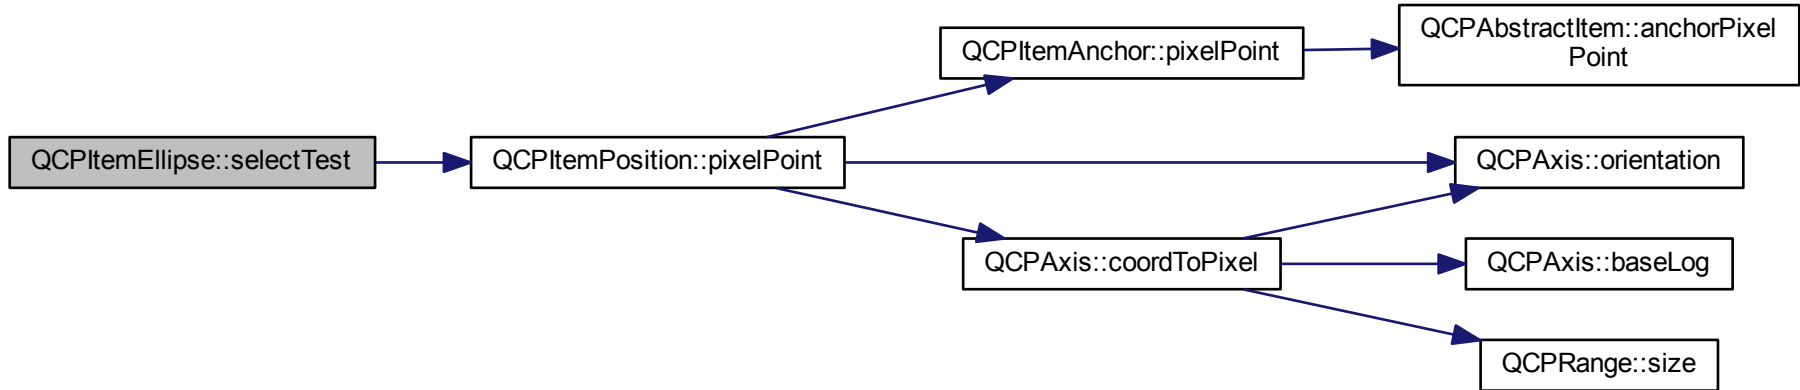 QCPItemEllipse::selectTest
QCPItemPosition::pixelPoint
QCPItemAnchor::pixelPoint
QCPAbstractItem::anchorPixel
Point
QCPAxis::orientation
QCPAxis::coordToPixel
QCPAxis::baseLog
QCPRange::size